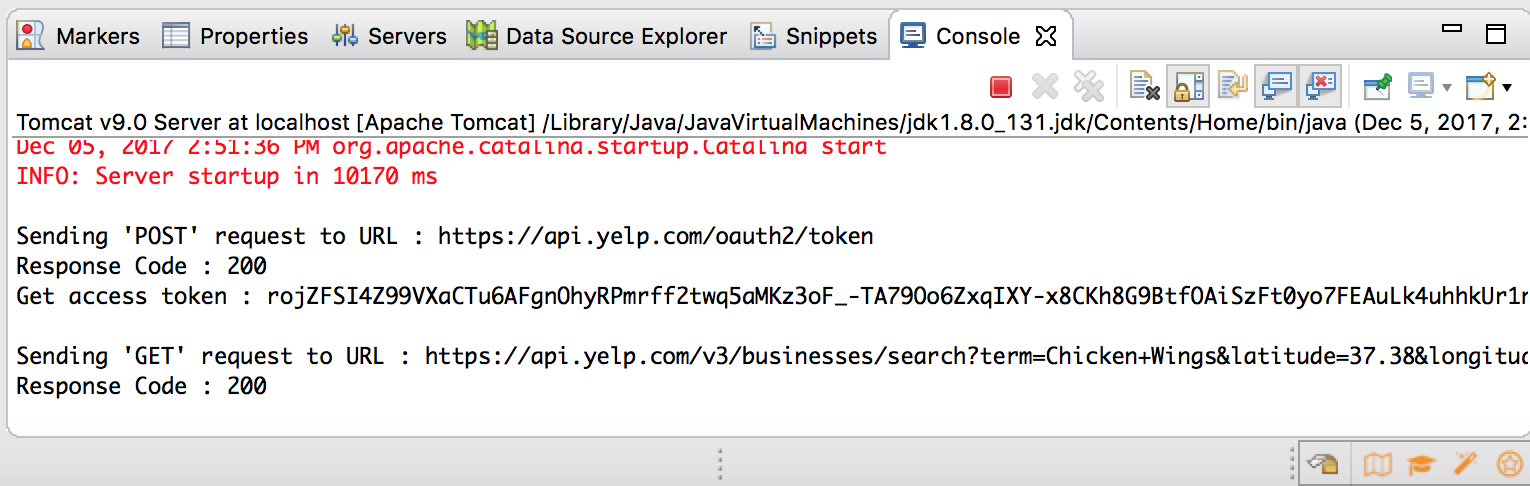 Markers Properties Servers Data Source Explorer Snippets Console
Tomcat v9.0 Server at localhost [Apache Tomcat] /Library/Java/JavaVirtualMachines/jdk1.8.0_131.jdk/Contents/Home/bin/java (Dec 5, 2017, 2:
Dec 05, 2017 2:51:36 PM org.apache.catalina.startup.Catalina start
INFO: Server startup in 10170 ms
Sending 'POST' request to URL : https://api.yelp.com/oauth2/token
Response Code : 200
Get access token : rojZFSI4Z99VXaCTu6AFgnOhyRPmrff2twq5aMKz3oF_-TA79Oo6ZxqIXY-x8CKh8G9BtfOAiSzFt0yo7FEAuLk4uhhkUr1r
Sending 'GET' request to URL : https://api.yelp.com/v3/businesses/search?term=Chicken+Wings&latitude=37.38&longitud
Response Code : 200